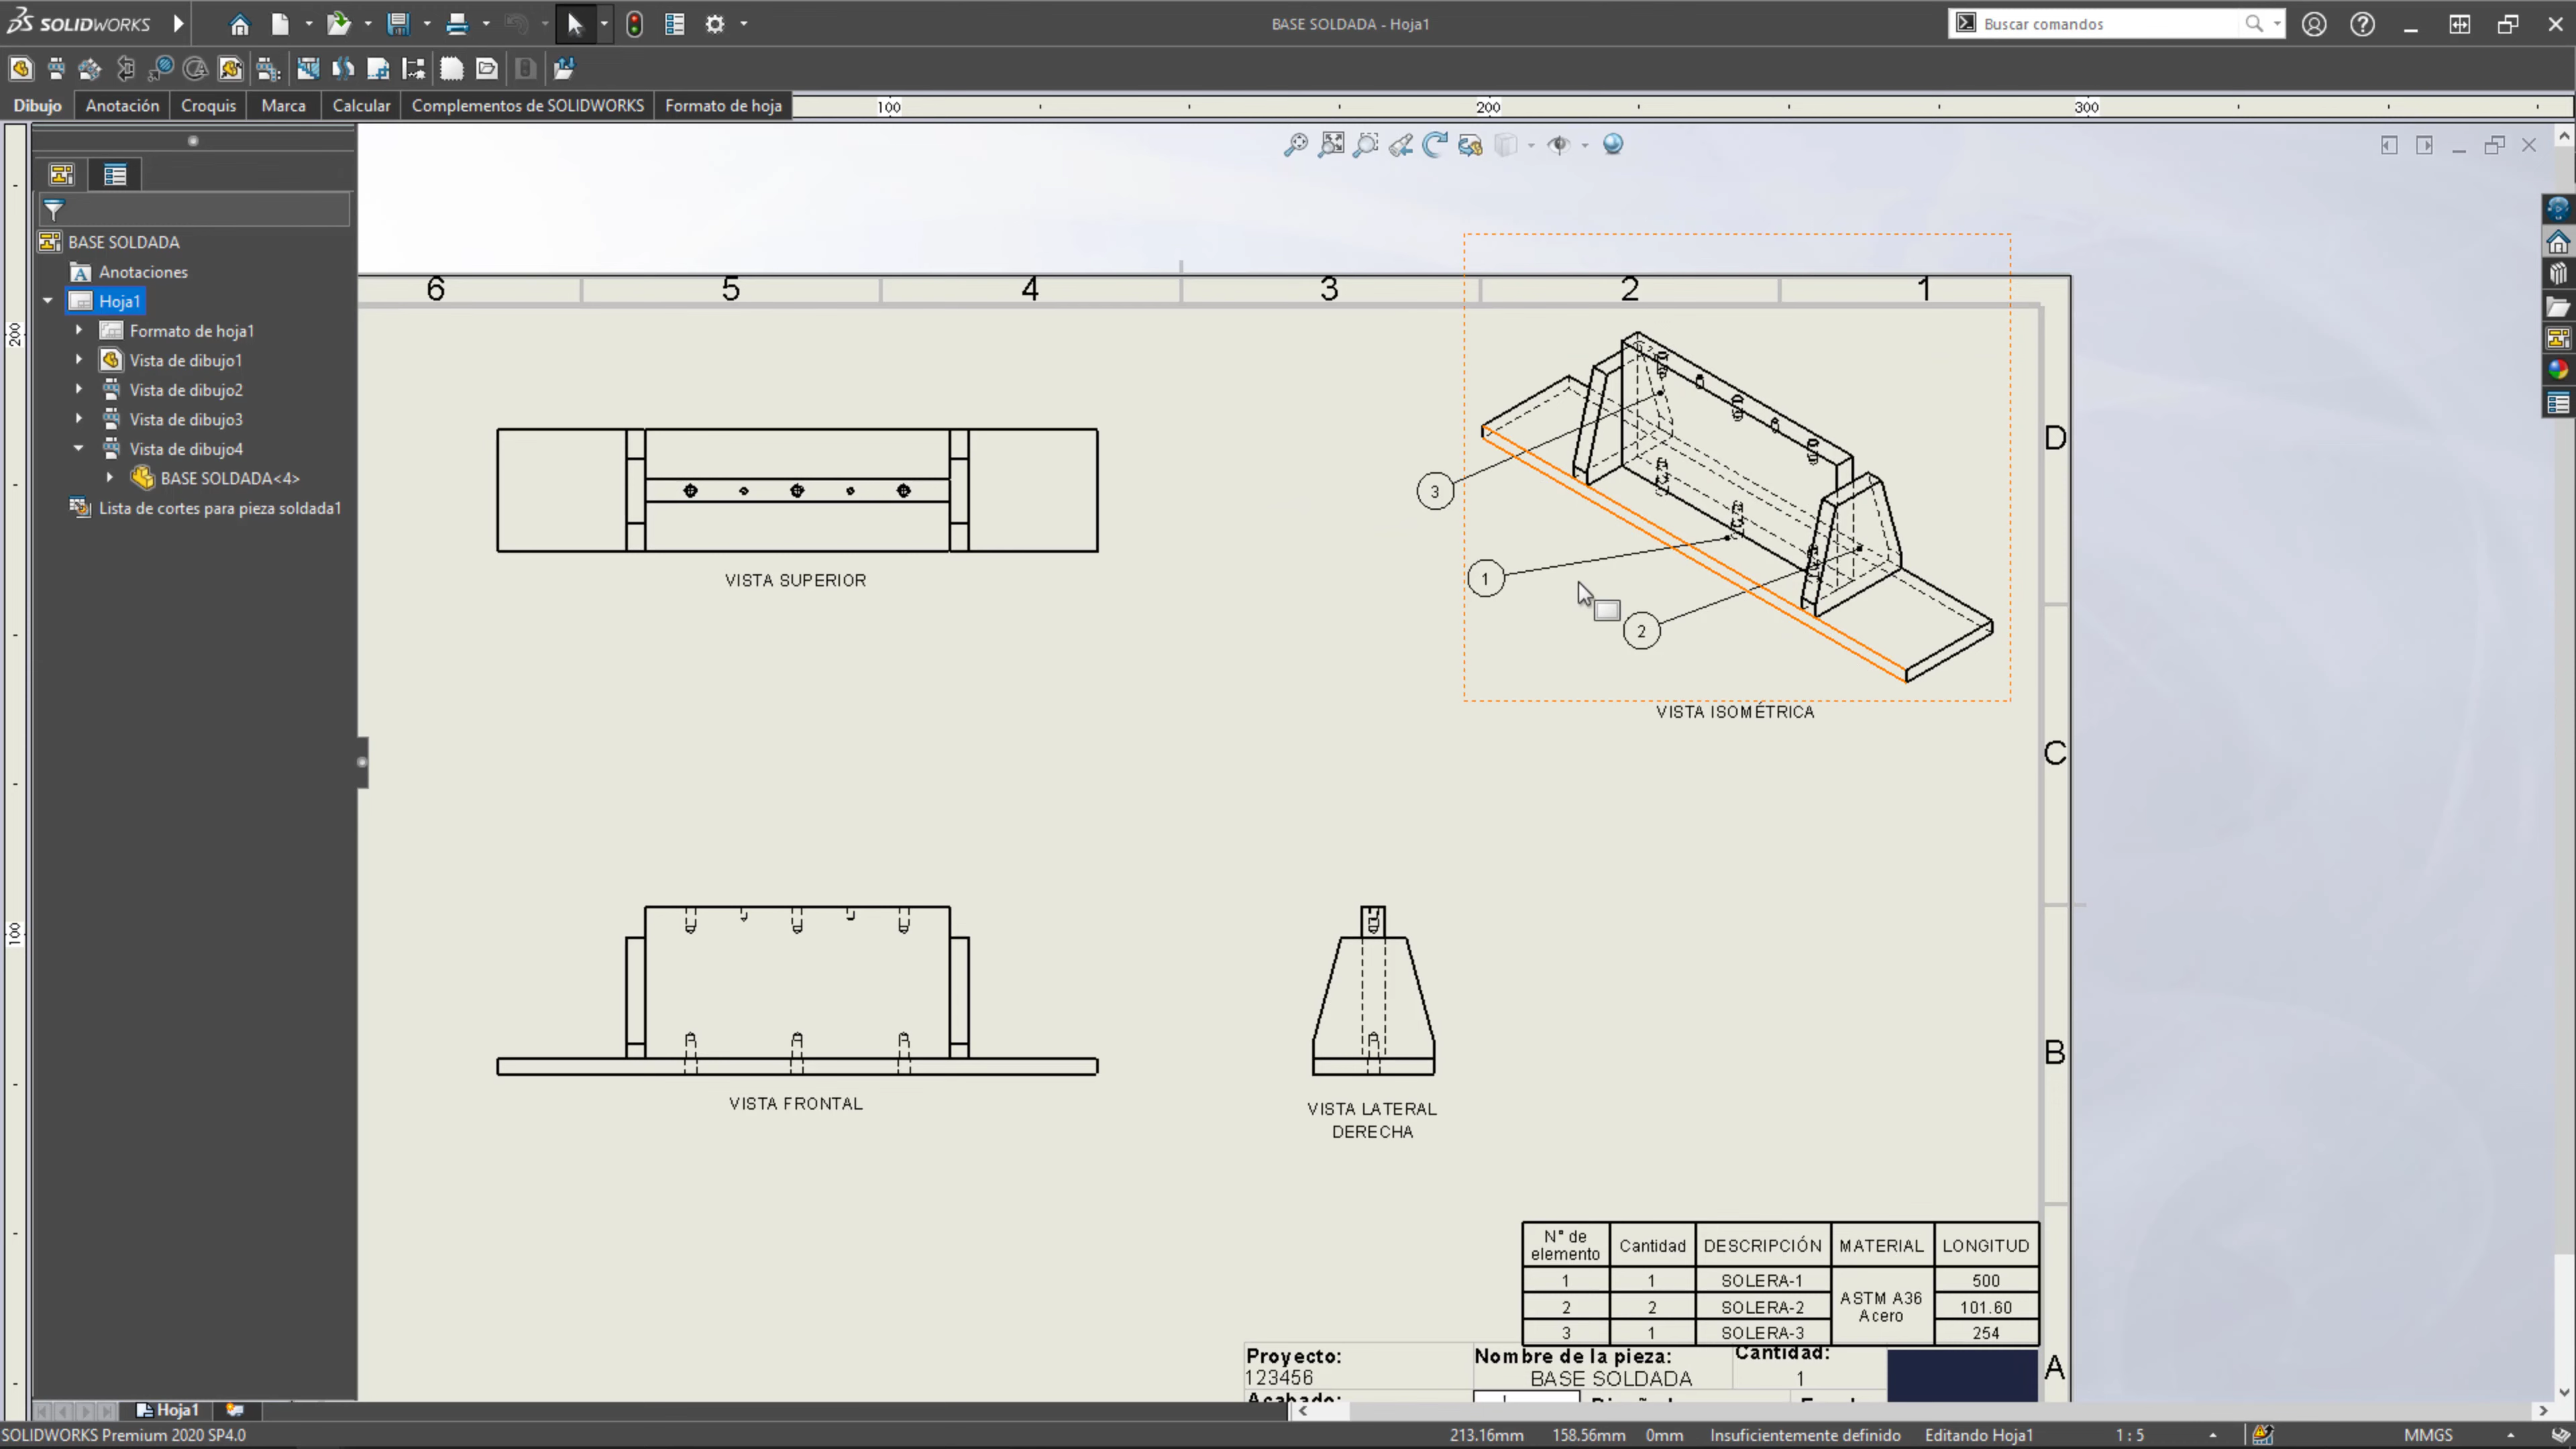 SOLIDWORKS
BASE SOLDADA - Hoja1
Buscar comandos
Dibujo
Anotación
Croquis
Marca
Calcular
Complementos de SOLIDWORKS
Formato de hoja
100
200
300
BASE SOLDADA
Anotaciones
Hoja1
Formato de hoja1
Vista de dibujo1
Vista de dibujo2
Vista de dibujo3
Vista de dibujo4
BASE SOLDADA<4>
Lista de cortes para pieza soldada1
200
100
6 5 4 3 2 1
D
C
B
A
3
1
2
VISTA SUPERIOR
VISTA ISOMÉTRICA
VISTA FRONTAL
VISTA LATERAL
DERECHA
N° de elemento Cantidad DESCRIPCIÓN MATERIAL LONGITUD
1 1 SOLERA-1 500
2 2 SOLERA-2 ASTM A36 Acero 101.60
3 1 SOLERA-3 254
Proyecto: Nombre de la pieza: Cantidad:
123456 BASE SOLDADA 1
Acabado:
Hoja1
SOLIDWORKS Premium 2020 SP4.0
213.16mm 158.56mm 0mm Insuficientemente definido Editando Hoja1 1 : 5 MMGS